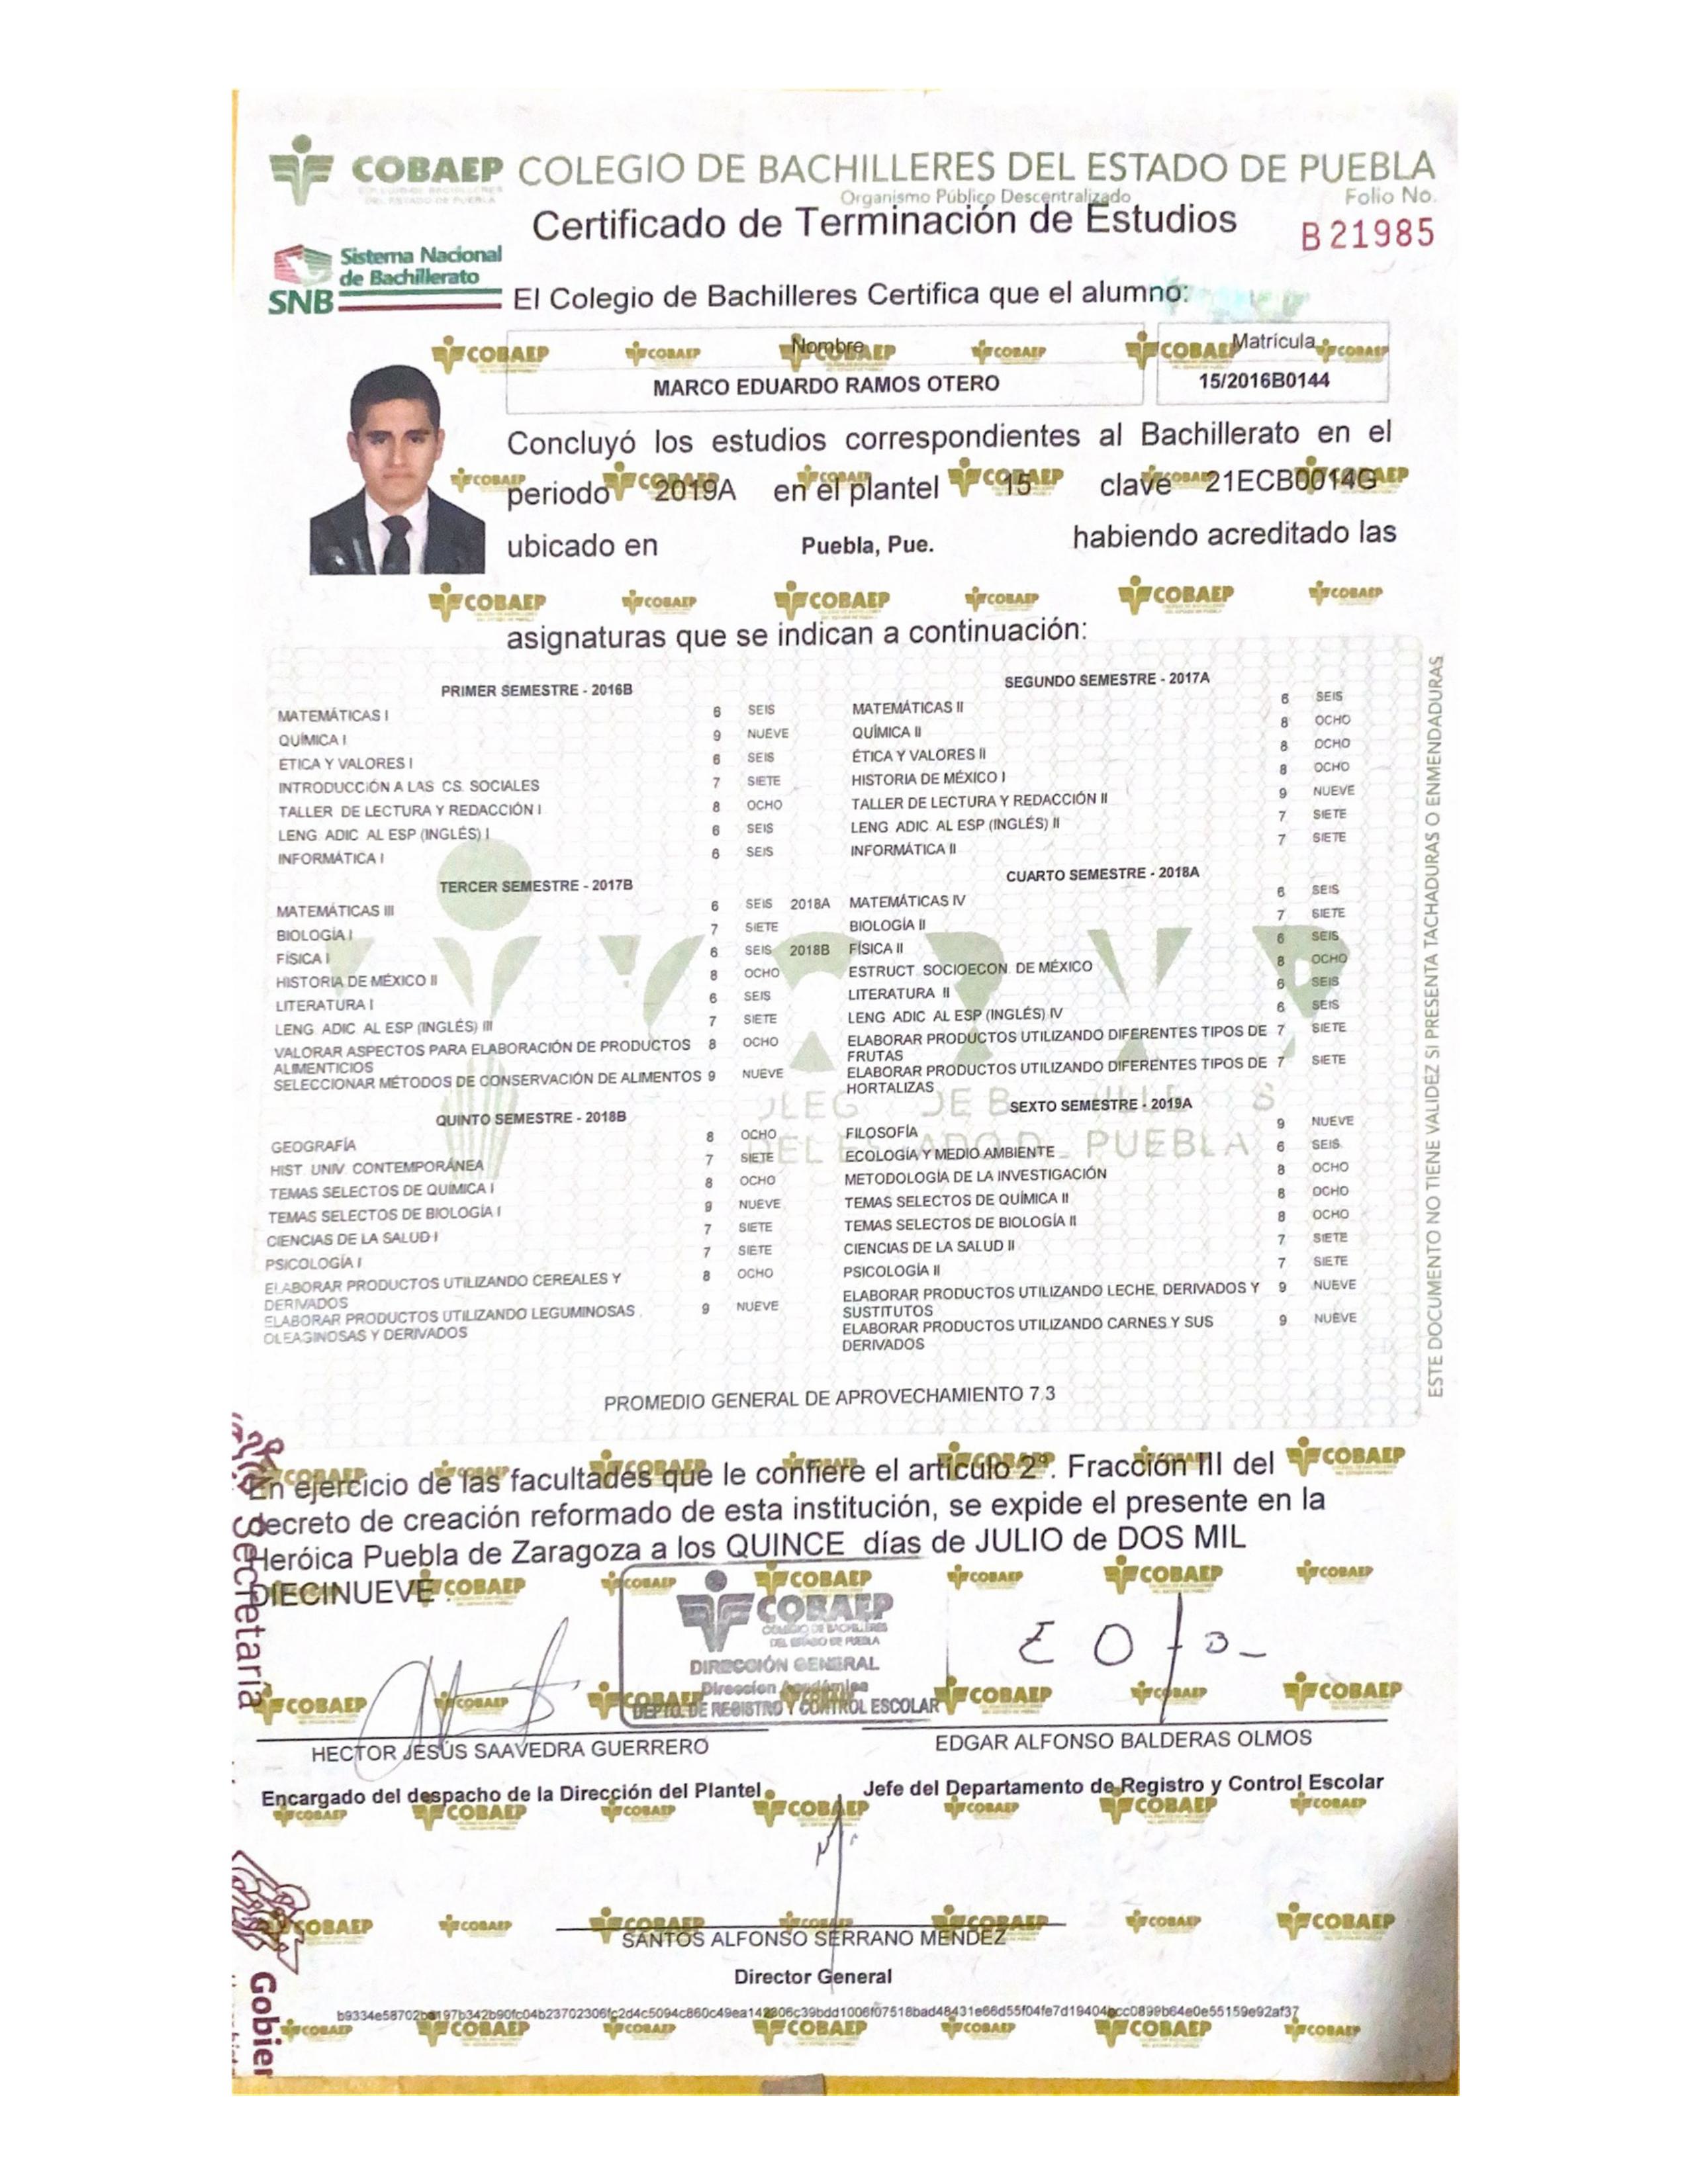 COBAEP COLEGIO DE BACHILLERES DEL ESTADO DE PUEBLA
Organismo Público Descentralizado
Folio No.
Certificado de Terminación de Estudios
B 21985
Sistema Nacional
de Bachillerato
SNB
El Colegio de Bachilleres Certifica que el alumno:
Nombre
Matrícula
MARCO EDUARDO RAMOS OTERO
15/2016B0144
Concluyó los estudios correspondientes al Bachillerato en el
periodo 2019A en el plantel 15 clave 21ECB0014G
ubicado en Puebla, Pue. habiendo acreditado las
asignaturas que se indican a continuación:
PRIMER SEMESTRE - 2016B
MATEMÁTICAS I 6 SEIS
QUÍMICA I 9 NUEVE
ETICA Y VALORES I 6 SEIS
INTRODUCCIÓN A LAS CS. SOCIALES 7 SIETE
TALLER DE LECTURA Y REDACCIÓN I 8 OCHO
LENG ADIC AL ESP (INGLÉS) I 6 SEIS
INFORMÁTICA I 6 SEIS
SEGUNDO SEMESTRE - 2017A
MATEMÁTICAS II 6 SEIS
QUÍMICA II 8 OCHO
ÉTICA Y VALORES II 8 OCHO
HISTORIA DE MÉXICO I 8 OCHO
TALLER DE LECTURA Y REDACCIÓN II 9 NUEVE
LENG ADIC AL ESP (INGLÉS) II 7 SIETE
INFORMÁTICA II 7 SIETE
TERCER SEMESTRE - 2017B
MATEMÁTICAS III 6 SEIS 2018A
BIOLOGÍA I 7 SIETE
FÍSICA I 6 SEIS 2018B
HISTORIA DE MÉXICO II 8 OCHO
LITERATURA I 6 SEIS
LENG ADIC AL ESP (INGLÉS) III 7 SIETE
VALORAR ASPECTOS PARA ELABORACIÓN DE PRODUCTOS 8 OCHO
ALIMENTICIOS
SELECCIONAR MÉTODOS DE CONSERVACIÓN DE ALIMENTOS 9 NUEVE
CUARTO SEMESTRE - 2018A
MATEMÁTICAS IV 6 SEIS
BIOLOGÍA II 7 SIETE
FÍSICA II 6 SEIS
ESTRUCT SOCIOECON. DE MÉXICO 8 OCHO
LITERATURA II 6 SEIS
LENG ADIC AL ESP (INGLÉS) IV 6 SEIS
ELABORAR PRODUCTOS UTILIZANDO DIFERENTES TIPOS DE 7 SIETE
FRUTAS
ELABORAR PRODUCTOS UTILIZANDO DIFERENTES TIPOS DE 7 SIETE
HORTALIZAS
QUINTO SEMESTRE - 2018B
GEOGRAFÍA 8 OCHO
HIST UNIV CONTEMPORÁNEA 7 SIETE
TEMAS SELECTOS DE QUÍMICA I 8 OCHO
TEMAS SELECTOS DE BIOLOGÍA I 9 NUEVE
CIENCIAS DE LA SALUD I 7 SIETE
PSICOLOGÍA I 7 SIETE
ELABORAR PRODUCTOS UTILIZANDO CEREALES Y 8 OCHO
DERIVADOS
ELABORAR PRODUCTOS UTILIZANDO LEGUMINOSAS, 9 NUEVE
OLEAGINOSAS Y DERIVADOS
SEXTO SEMESTRE - 2019A
FILOSOFÍA 9 NUEVE
ECOLOGÍA Y MEDIO AMBIENTE 6 SEIS
METODOLOGÍA DE LA INVESTIGACIÓN 8 OCHO
TEMAS SELECTOS DE QUÍMICA II 8 OCHO
TEMAS SELECTOS DE BIOLOGÍA II 8 OCHO
CIENCIAS DE LA SALUD II 7 SIETE
PSICOLOGÍA II 7 SIETE
ELABORAR PRODUCTOS UTILIZANDO LECHE, DERIVADOS Y 9 NUEVE
SUSTITUTOS
ELABORAR PRODUCTOS UTILIZANDO CARNES Y SUS 9 NUEVE
DERIVADOS
PROMEDIO GENERAL DE APROVECHAMIENTO 7.3
ESTE DOCUMENTO NO TIENE VALIDEZ SI PRESENTA TACHADURAS O ENMENDADURAS
En ejercicio de las facultades que le confiere el artículo 2º. Fracción III del
decreto de creación reformado de esta institución, se expide el presente en la
Heróica Puebla de Zaragoza a los QUINCE días de JULIO de DOS MIL
DIECINUEVE
COBAEP
COLEGIO DE BACHILLERES
DEL ESTADO DE PUEBLA
DIRECCIÓN GENERAL
Direccion Académica
DEPTO. DE REGISTRO Y CONTROL ESCOLAR
HECTOR JESÚS SAAVEDRA GUERRERO
EDGAR ALFONSO BALDERAS OLMOS
Encargado del despacho de la Dirección del Plantel
Jefe del Departamento de Registro y Control Escolar
SANTOS ALFONSO SERRANO MENDEZ
Director General
Secretaría
Gobier